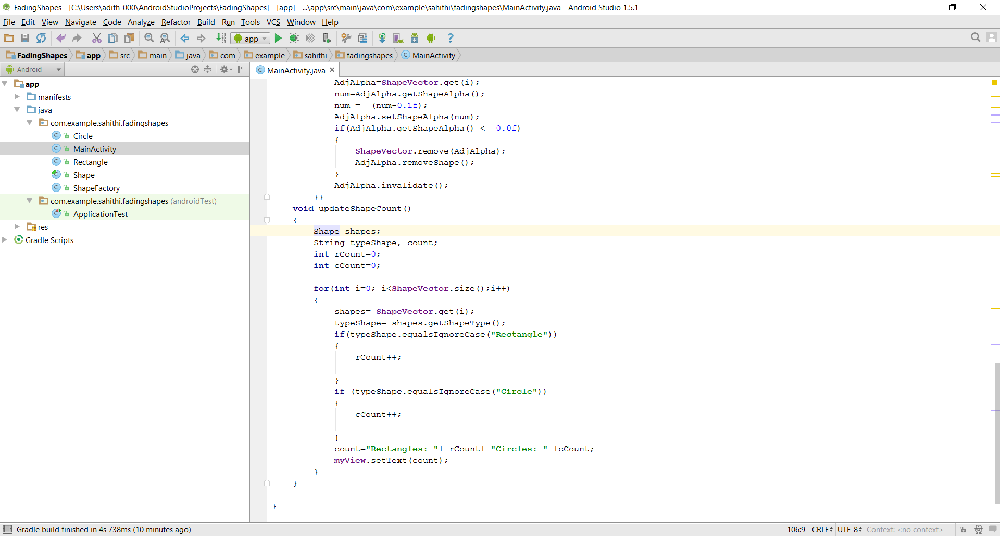 FadingShapes - [C:\Users\adith_000\AndroidStudioProjects\FadingShapes] - [app] - ...\app\src\main\java\com\example\sahithi\fadingshapes\MainActivity.java - Android Studio 1.5.1
File Edit View Navigate Code Analyze Refactor Build Run Tools VCS Window Help
app
FadingShapes app src main java com example sahithi fadingshapes MainActivity
Android
MainActivity.java
app
manifests
java
com.example.sahithi.fadingshapes
Circle
MainActivity
Rectangle
Shape
ShapeFactory
com.example.sahithi.fadingshapes (androidTest)
ApplicationTest
res
Gradle Scripts
AdjAlpha=ShapeVector.get(i);
num=AdjAlpha.getShapeAlpha();
num =  (num-0.1f);
AdjAlpha.setShapeAlpha(num);
if(AdjAlpha.getShapeAlpha() <= 0.0f)
{
ShapeVector.remove(AdjAlpha);
AdjAlpha.removeShape();
}
AdjAlpha.invalidate();
}}
void updateShapeCount()
{
Shape shapes;
String typeShape, count;
int rCount=0;
int cCount=0;
for(int i=0; i<ShapeVector.size();i++)
{
shapes= ShapeVector.get(i);
typeShape= shapes.getShapeType();
if(typeShape.equalsIgnoreCase("Rectangle"))
{
rCount++;
}
if (typeShape.equalsIgnoreCase("Circle"))
{
cCount++;
}
count="Rectangles:-"+ rCount+ "Circles:-" +cCount;
myView.setText(count);
}
}
}
Gradle build finished in 4s 738ms (10 minutes ago)
106:9 CRLF UTF-8 Context: <no context>